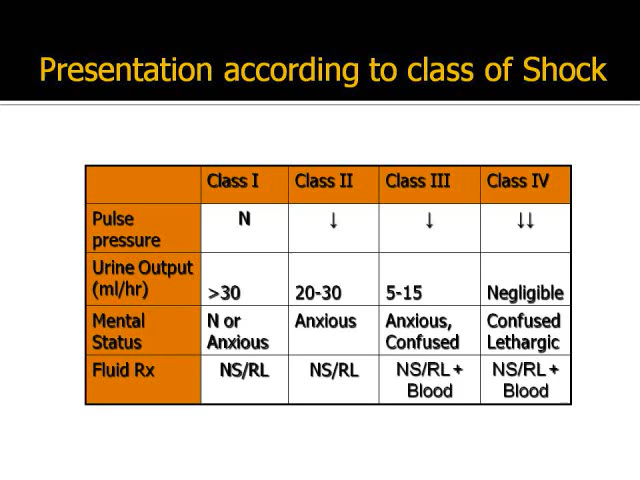 Presentation according to class of Shock
Class I Class II Class III Class IV
Pulse pressure N ↓ ↓ ↓↓
Urine Output (ml/hr) >30 20-30 5-15 Negligible
Mental Status N or Anxious Anxious Anxious, Confused Confused Lethargic
Fluid Rx NS/RL NS/RL NS/RL + Blood NS/RL + Blood